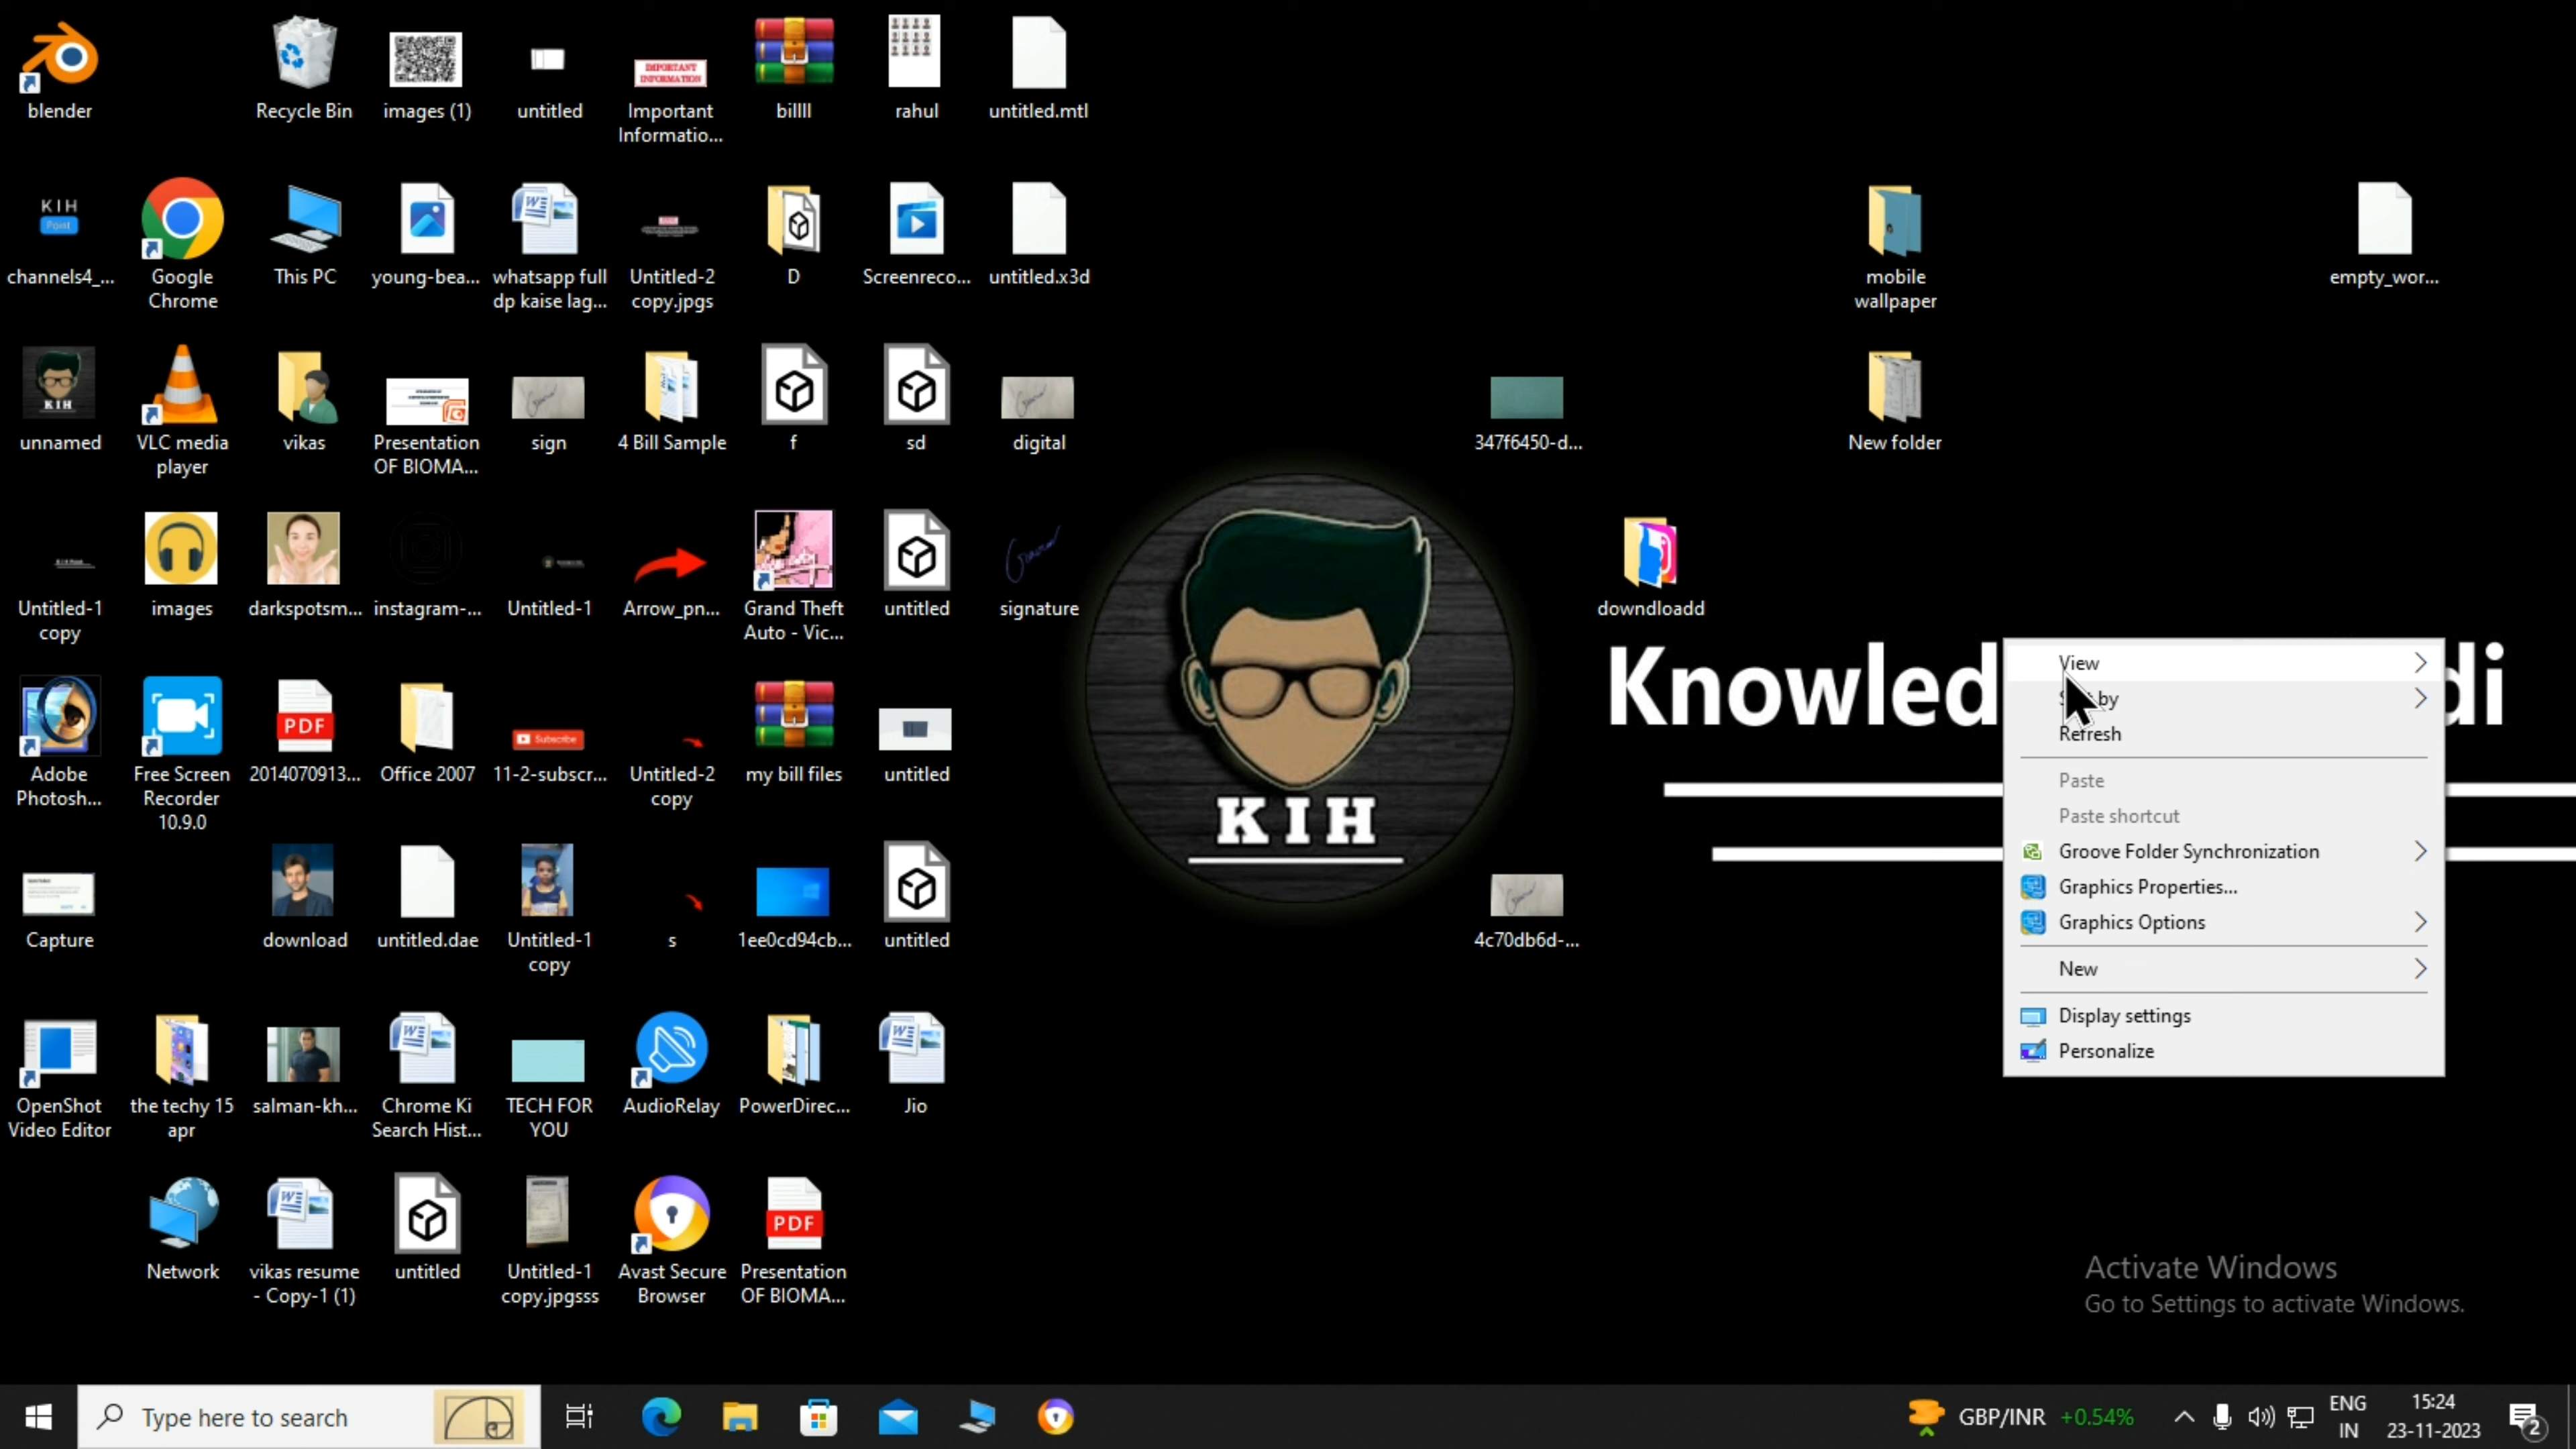 blender
Recycle Bin
images (1)
untitled
Important
Informatio...
billll
rahul
untitled.mtl
IMPORTANT
INFORMATION
KIH
Point
channels4_...
Google
Chrome
This PC
young-bea...
whatsapp full
dp kaise lag...
Untitled-2
copy.jpgs
D
Screenreco...
untitled.x3d
mobile
wallpaper
empty_wor...
KIH
unnamed
VLC media
player
vikas
Presentation
OF BIOMA...
sign
4 Bill Sample
f
sd
digital
347f6450-d...
New folder
Untitled-1
copy
images
darkspotsm...
instagram-...
Untitled-1
Arrow_pn...
Grand Theft
Auto - Vic...
untitled
signature
downdloadd
Knowled
di
KIH
View
by
Refresh
Paste
Paste shortcut
Groove Folder Synchronization
Graphics Properties...
Graphics Options
New
Display settings
Personalize
Adobe
Photosh...
Free Screen
Recorder
10.9.0
PDF
2014070913...
Office 2007
Subscribe
11-2-subscr...
Untitled-2
copy
my bill files
untitled
Capture
download
untitled.dae
Untitled-1
copy
s
1ee0cd94cb...
untitled
4c70db6d-...
OpenShot
Video Editor
the techy 15
apr
salman-kh...
Chrome Ki
Search Hist...
TECH FOR
YOU
AudioRelay
PowerDirec...
Jio
Network
vikas resume
- Copy-1 (1)
untitled
Untitled-1
copy.jpgsss
Avast Secure
Browser
PDF
Presentation
OF BIOMA...
Activate Windows
Go to Settings to activate Windows.
Type here to search
GBP/INR +0.54%
ENG
IN
15:24
23-11-2023
2